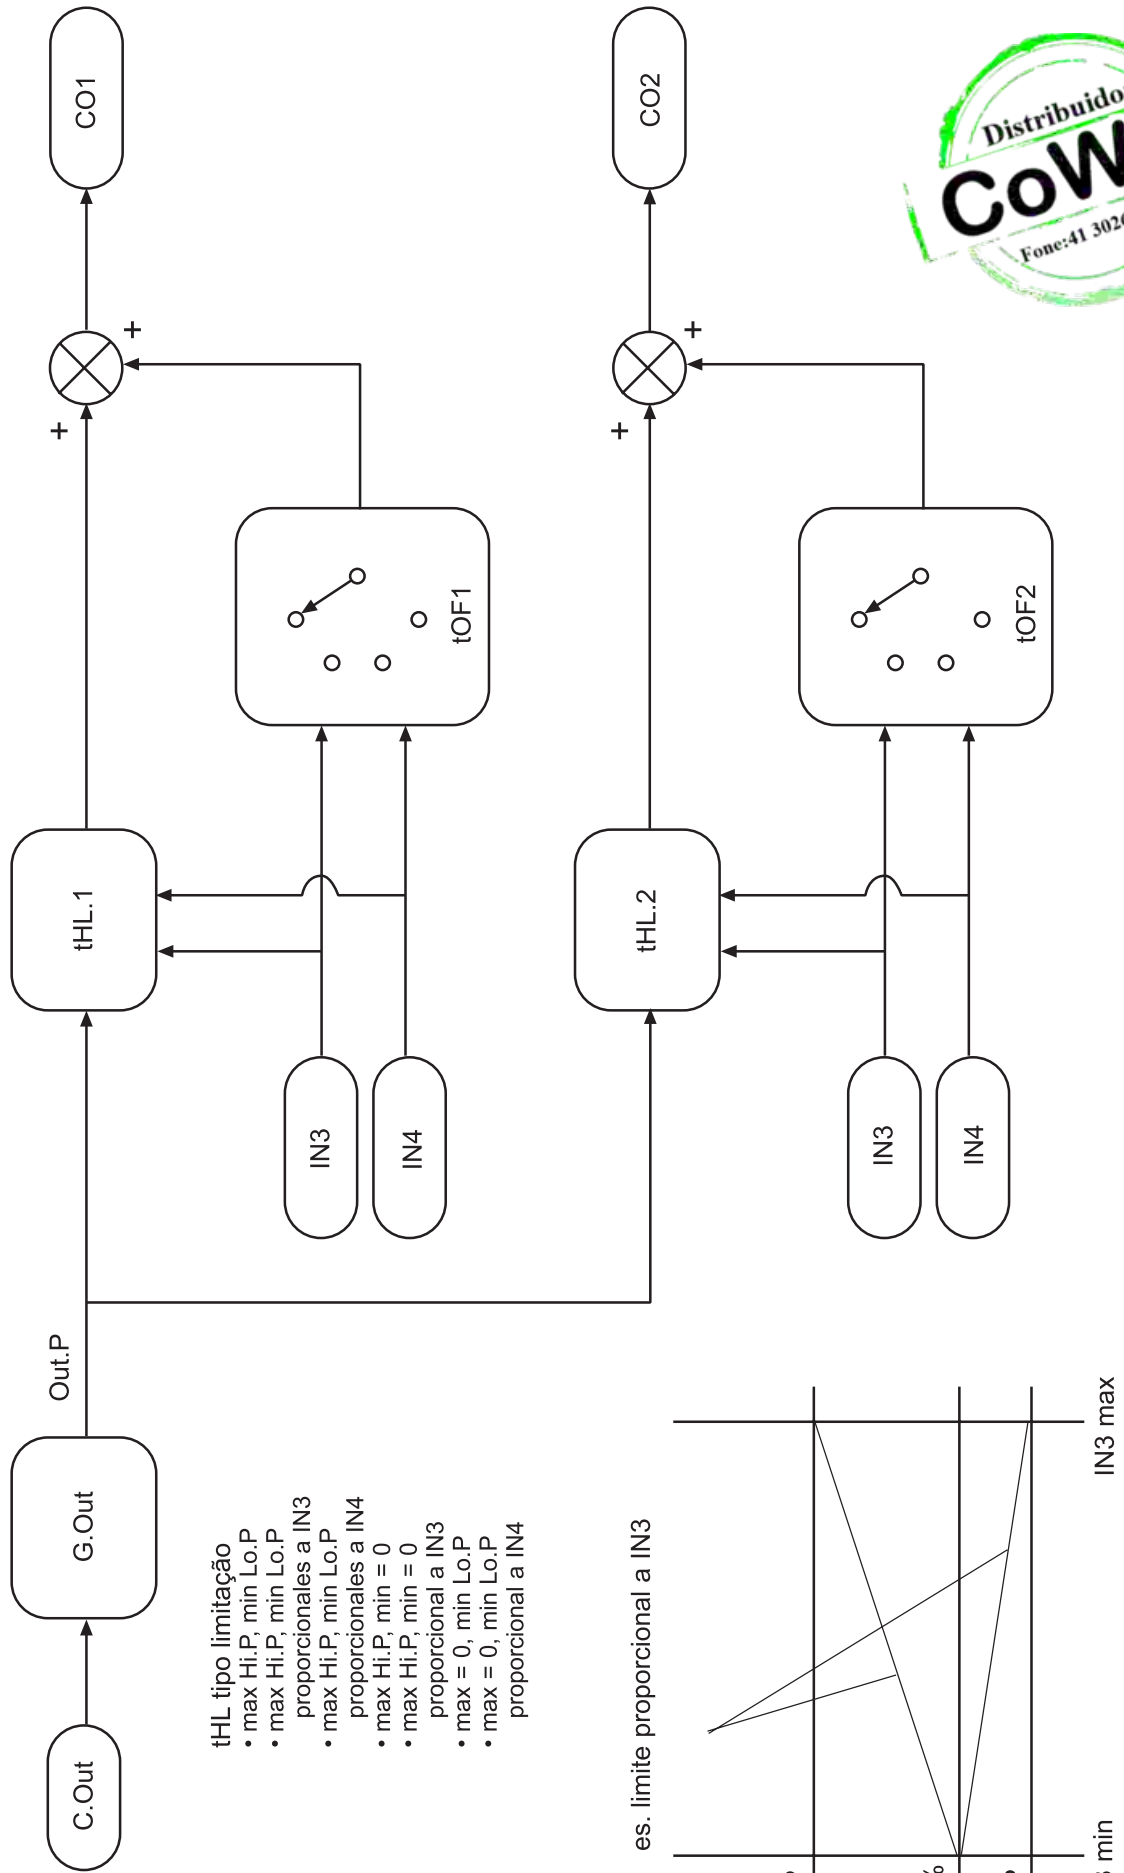 C.Out
G.Out
Out.P
tHL.1
IN3
IN4
tOF1
+
+
CO1
tHL.2
IN3
IN4
tOF2
+
+
CO2
tHL tipo limitação
• max Hi.P, min Lo.P
• max Hi.P, min Lo.P
proporcionales a IN3
• max Hi.P, min Lo.P
proporcionales a IN4
• max Hi.P, min = 0
• max Hi.P, min = 0
proporcional a IN3
• max = 0, min Lo.P
• max = 0, min Lo.P
proporcional a IN4
es. limite proporcional a IN3
%
min
IN3 max
Distribuido
CoW
Fone:41 302